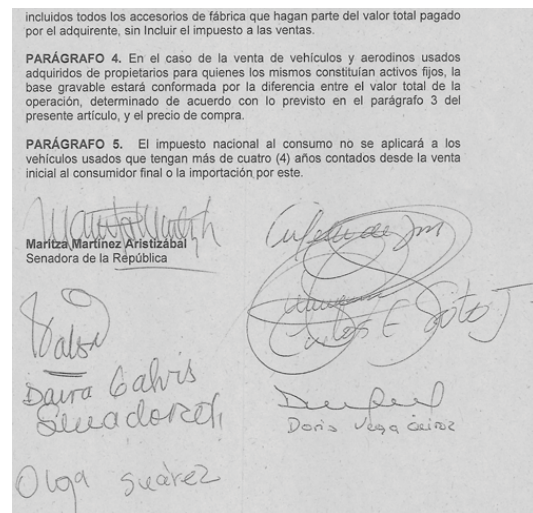 incluidos todos los accesorios de fábrica que hagan parte del valor total pagado
por el adquirente, sin Incluir el impuesto a las ventas.
PARÁGRAFO 4. En el caso de la venta de vehículos y aerodinos usados
adquiridos de propietarios para quienes los mismos constituían activos fijos, la
base gravable estará conformada por la diferencia entre el valor total de la
operación, determinado de acuerdo con lo previsto en el parágrafo 3 del
presente artículo, y el precio de compra.
PARÁGRAFO 5. El impuesto nacional al consumo no se aplicará a los
vehículos usados que tengan más de cuatro (4) años contados desde la venta
inicial al consumidor final o la importación por este.
Maritza Martínez Aristizábal
Senadora de la República
Carlos E Soto J
Daira Galvis
Senadora
Doris Vega
Olga Suárez